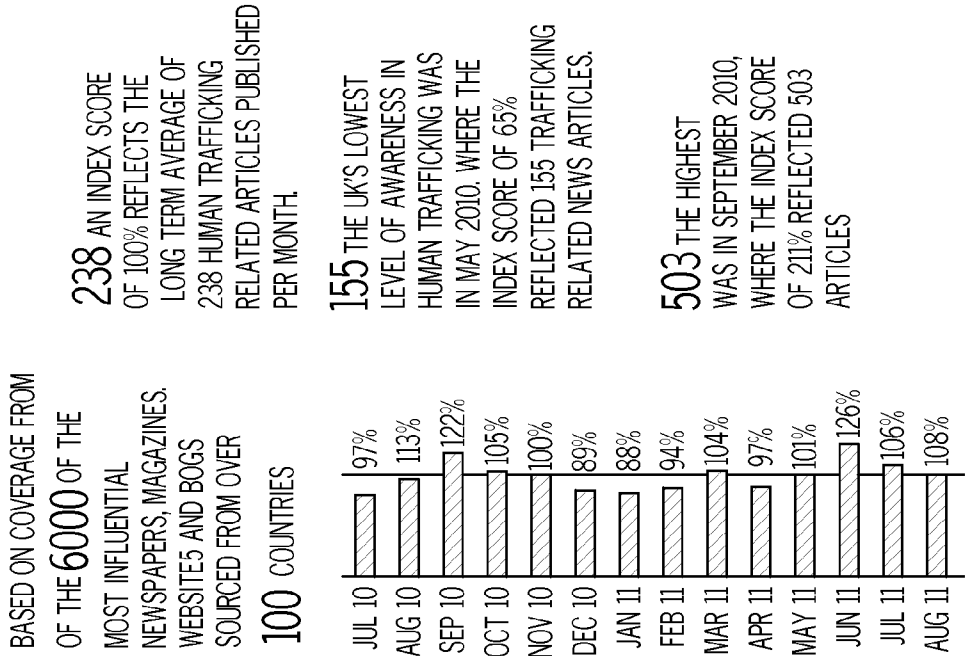 BASED ON COVERAGE FROM
OF THE 6000 OF THE
MOST INFLUENTIAL
NEWSPAPERS, MAGAZINES.
WEBSITES AND BOGS
SOURCED FROM OVER
100 COUNTRIES
238 AN INDEX SCORE
OF 100% REFLECTS THE
LONG TERM AVERAGE OF
238 HUMAN TRAFFICKING
RELATED ARTICLES PUBLISHED
PER MONTH.
155 THE UK'S LOWEST
LEVEL OF AWARENESS IN
HUMAN TRAFFICKING WAS
IN MAY 2010. WHERE THE
INDEX SCORE OF 65%
REFLECTED 155 TRAFFICKING
RELATED NEWS ARTICLES.
503 THE HIGHEST
WAS IN SEPTEMBER 2010,
WHERE THE INDEX SCORE
OF 211% REFLECTED 503
ARTICLES
JUL 10 97%
AUG 10 113%
SEP 10 122%
OCT 10 105%
NOV 10 100%
DEC 10 89%
JAN 11 88%
FEB 11 94%
MAR 11 104%
APR 11 97%
MAY 11 101%
JUN 11 126%
JUL 11 106%
AUG 11 108%